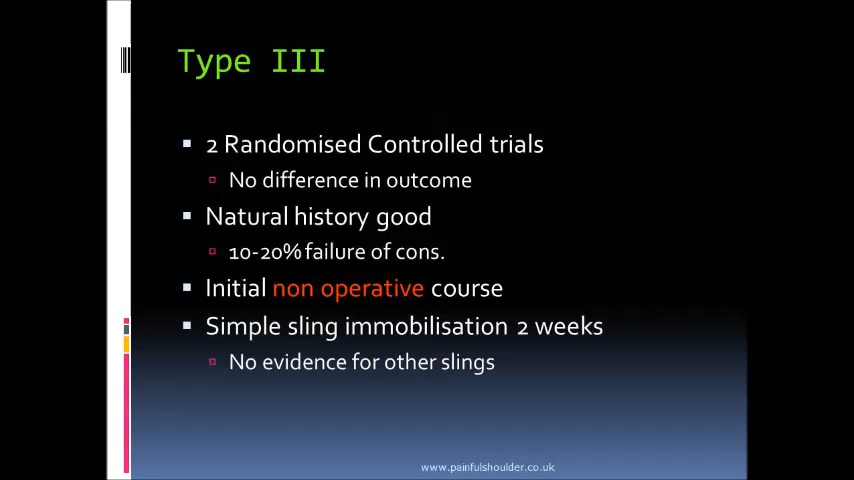 Type III
2 Randomised Controlled trials
No difference in outcome
Natural history good
10-20% failure of cons.
Initial non operative course
Simple sling immobilisation 2 weeks
No evidence for other slings
www.painfulshoulder.co.uk